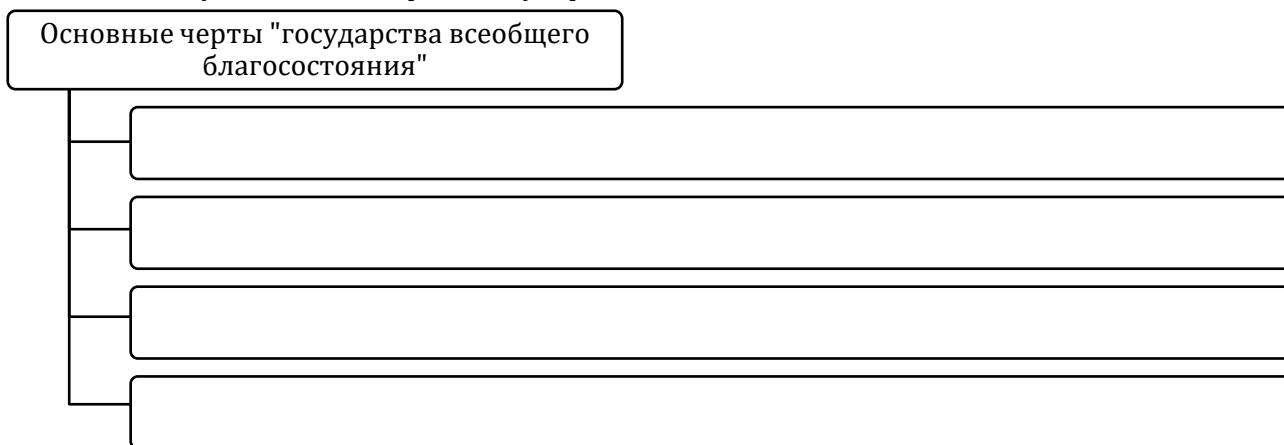 Основные черты "государства всеобщего
благосостояния"